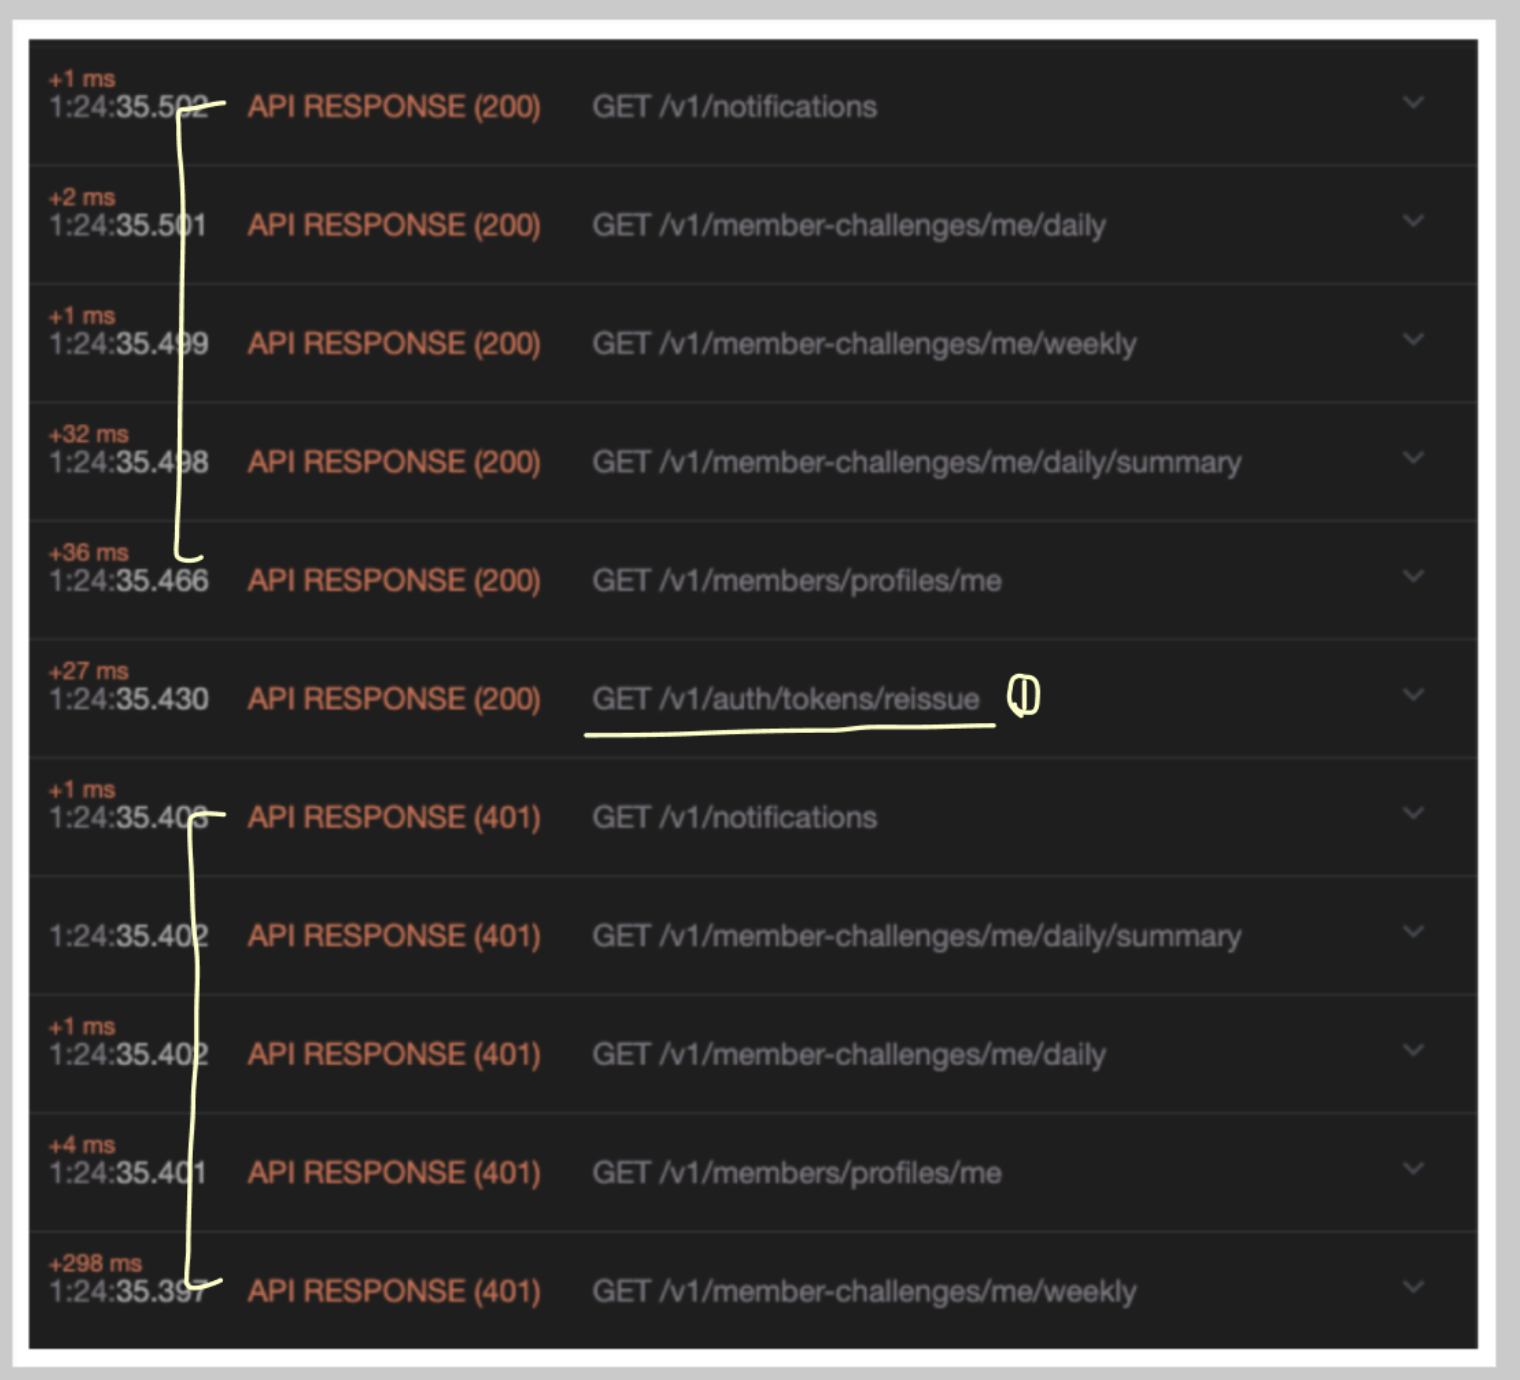 +1 ms
1:24:35.502 API RESPONSE (200) GET /v1/notifications
+2 ms
1:24:35.501 API RESPONSE (200) GET /v1/member-challenges/me/daily
+1 ms
1:24:35.499 API RESPONSE (200) GET /v1/member-challenges/me/weekly
+32 ms
1:24:35.498 API RESPONSE (200) GET /v1/member-challenges/me/daily/summary
+36 ms
1:24:35.466 API RESPONSE (200) GET /v1/members/profiles/me
+27 ms
1:24:35.430 API RESPONSE (200) GET /v1/auth/tokens/reissue ①
+1 ms
1:24:35.403 API RESPONSE (401) GET /v1/notifications
1:24:35.402 API RESPONSE (401) GET /v1/member-challenges/me/daily/summary
+1 ms
1:24:35.402 API RESPONSE (401) GET /v1/member-challenges/me/daily
+4 ms
1:24:35.401 API RESPONSE (401) GET /v1/members/profiles/me
+298 ms
1:24:35.397 API RESPONSE (401) GET /v1/member-challenges/me/weekly